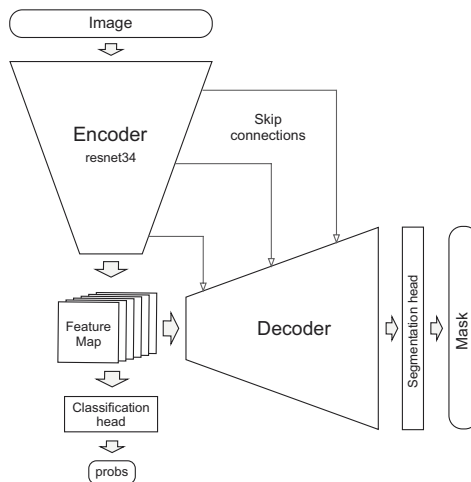 Image
Encoder
resnet34
Skip
connections
Feature
Map
Decoder
Segmentation head
Mask
Classification
head
probs